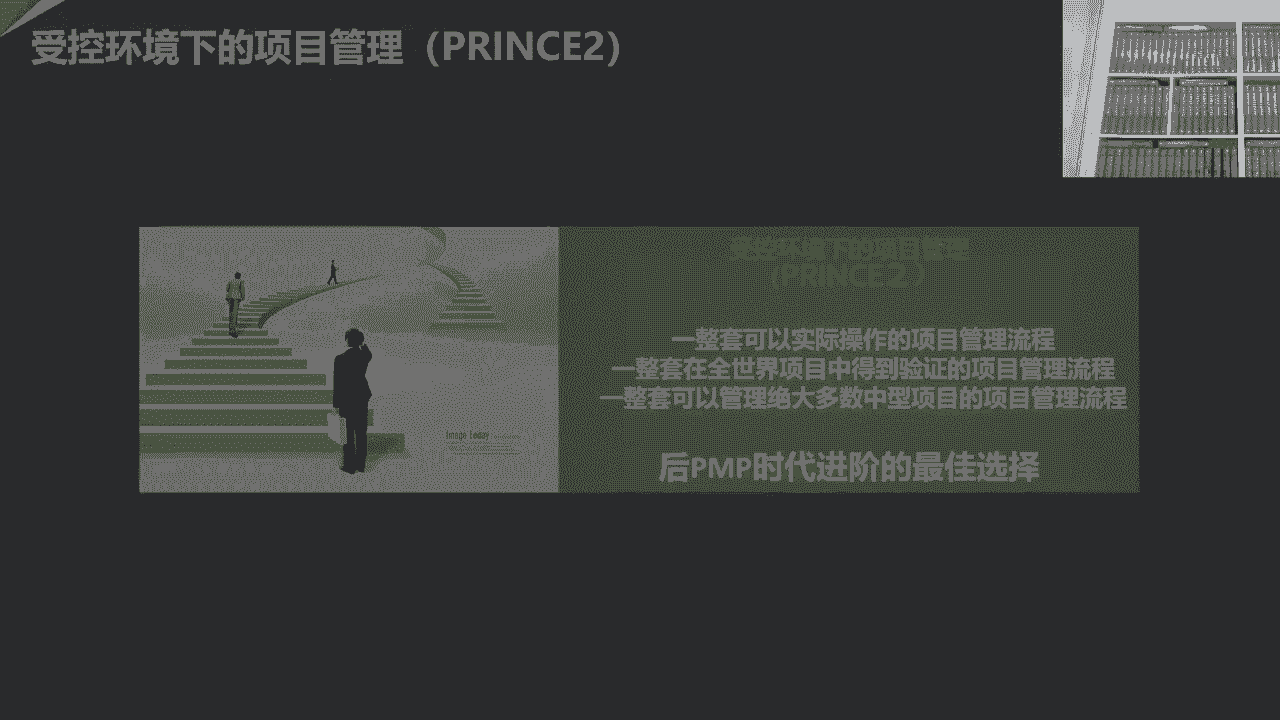 受控环境下的项目管理（PRINCE2）
受控环境下的项目管理
（PRINCE2）
一整套可以实际操作的项目管理流程
一整套在全世界项目中得到验证的项目管理流程
一整套可以管理绝大多数中型项目的项目管理流程
Image Today
后PMP时代进阶的最佳选择